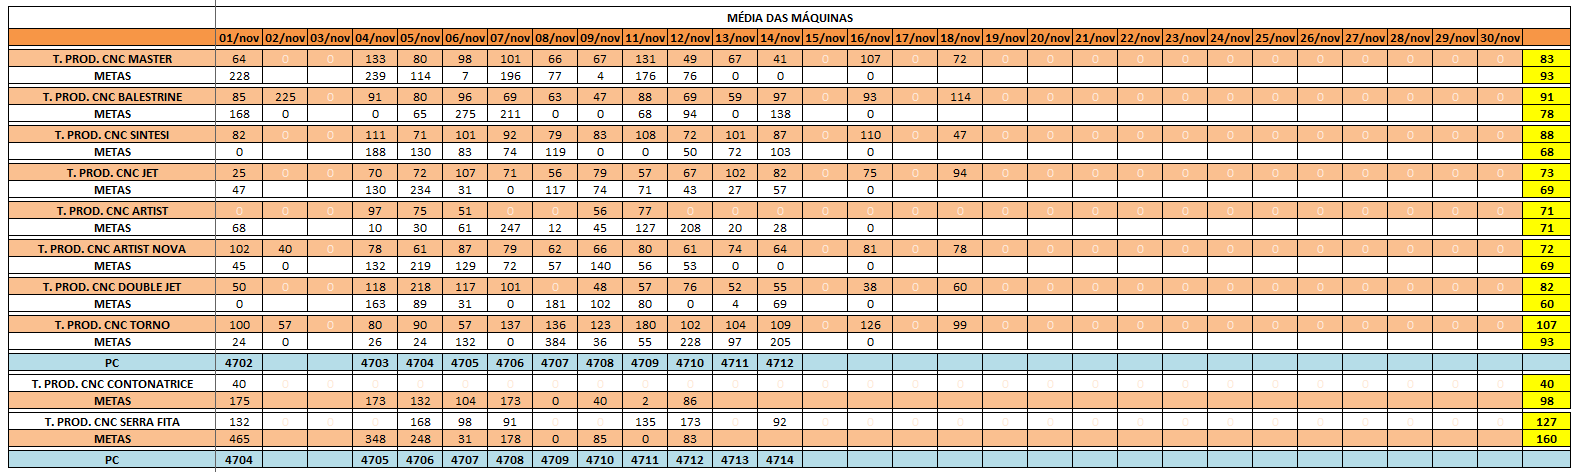 MÉDIA DAS MÁQUINAS
01/nov 02/nov 03/nov 04/nov 05/nov 06/nov 07/nov 08/nov 09/nov 11/nov 12/nov 13/nov 14/nov 15/nov 16/nov 17/nov 18/nov 19/nov 20/nov 21/nov 22/nov 23/nov 24/nov 25/nov 26/nov 27/nov 28/nov 29/nov 30/nov
T. PROD. CNC MASTER 64 0 0 133 80 98 101 66 67 131 49 67 41 0 107 0 72 0 0 0 0 0 0 0 0 0 0 0 0 83
METAS 228 239 114 7 196 77 4 176 76 0 0 0 93
T. PROD. CNC BALESTRINE 85 225 0 91 80 96 69 63 47 88 69 59 97 0 93 0 114 0 0 0 0 0 0 0 0 0 0 0 0 91
METAS 168 0 0 65 275 211 0 0 68 94 0 138 0 78
T. PROD. CNC SINTESI 82 0 0 111 71 101 92 79 83 108 72 101 87 0 110 0 47 0 0 0 0 0 0 0 0 0 0 0 0 88
METAS 0 188 130 83 74 119 0 0 50 72 103 0 68
T. PROD. CNC JET 25 0 0 70 72 107 71 56 79 57 67 102 82 0 75 0 94 0 0 0 0 0 0 0 0 0 0 0 0 73
METAS 47 130 234 31 0 117 74 71 43 27 57 0 69
T. PROD. CNC ARTIST 0 0 0 97 75 51 0 0 56 77 0 0 0 0 0 0 0 0 0 0 0 0 0 0 0 0 0 0 0 71
METAS 68 10 30 61 247 12 45 127 208 20 28 0 71
T. PROD. CNC ARTIST NOVA 102 40 0 78 61 87 79 62 66 80 61 74 64 0 81 0 78 0 0 0 0 0 0 0 0 0 0 0 0 72
METAS 45 0 132 219 129 72 57 140 56 53 0 0 0 69
T. PROD. CNC DOUBLE JET 50 0 0 118 218 117 101 0 48 57 76 52 55 0 38 0 60 0 0 0 0 0 0 0 0 0 0 0 0 82
METAS 0 163 89 31 0 181 102 80 0 4 69 0 60
T. PROD. CNC TORNO 100 57 0 80 90 57 137 136 123 180 102 104 109 0 126 0 99 0 0 0 0 0 0 0 0 0 0 0 0 107
METAS 24 0 26 24 132 0 384 36 55 228 97 205 0 93
PC 4702 4703 4704 4705 4706 4707 4708 4709 4710 4711 4712
T. PROD. CNC CONTONATRICE 40 0 0 0 0 0 0 0 0 0 0 0 0 0 0 0 0 0 0 0 0 0 0 0 0 0 0 0 0 40
METAS 175 173 132 104 173 0 40 2 86 98
T. PROD. CNC SERRA FITA 132 0 0 0 168 98 91 0 0 135 173 0 92 0 0 0 0 0 0 0 0 0 0 0 0 0 0 0 0 127
METAS 465 348 248 31 178 0 85 0 83 160
PC 4704 4705 4706 4707 4708 4709 4710 4711 4712 4713 4714